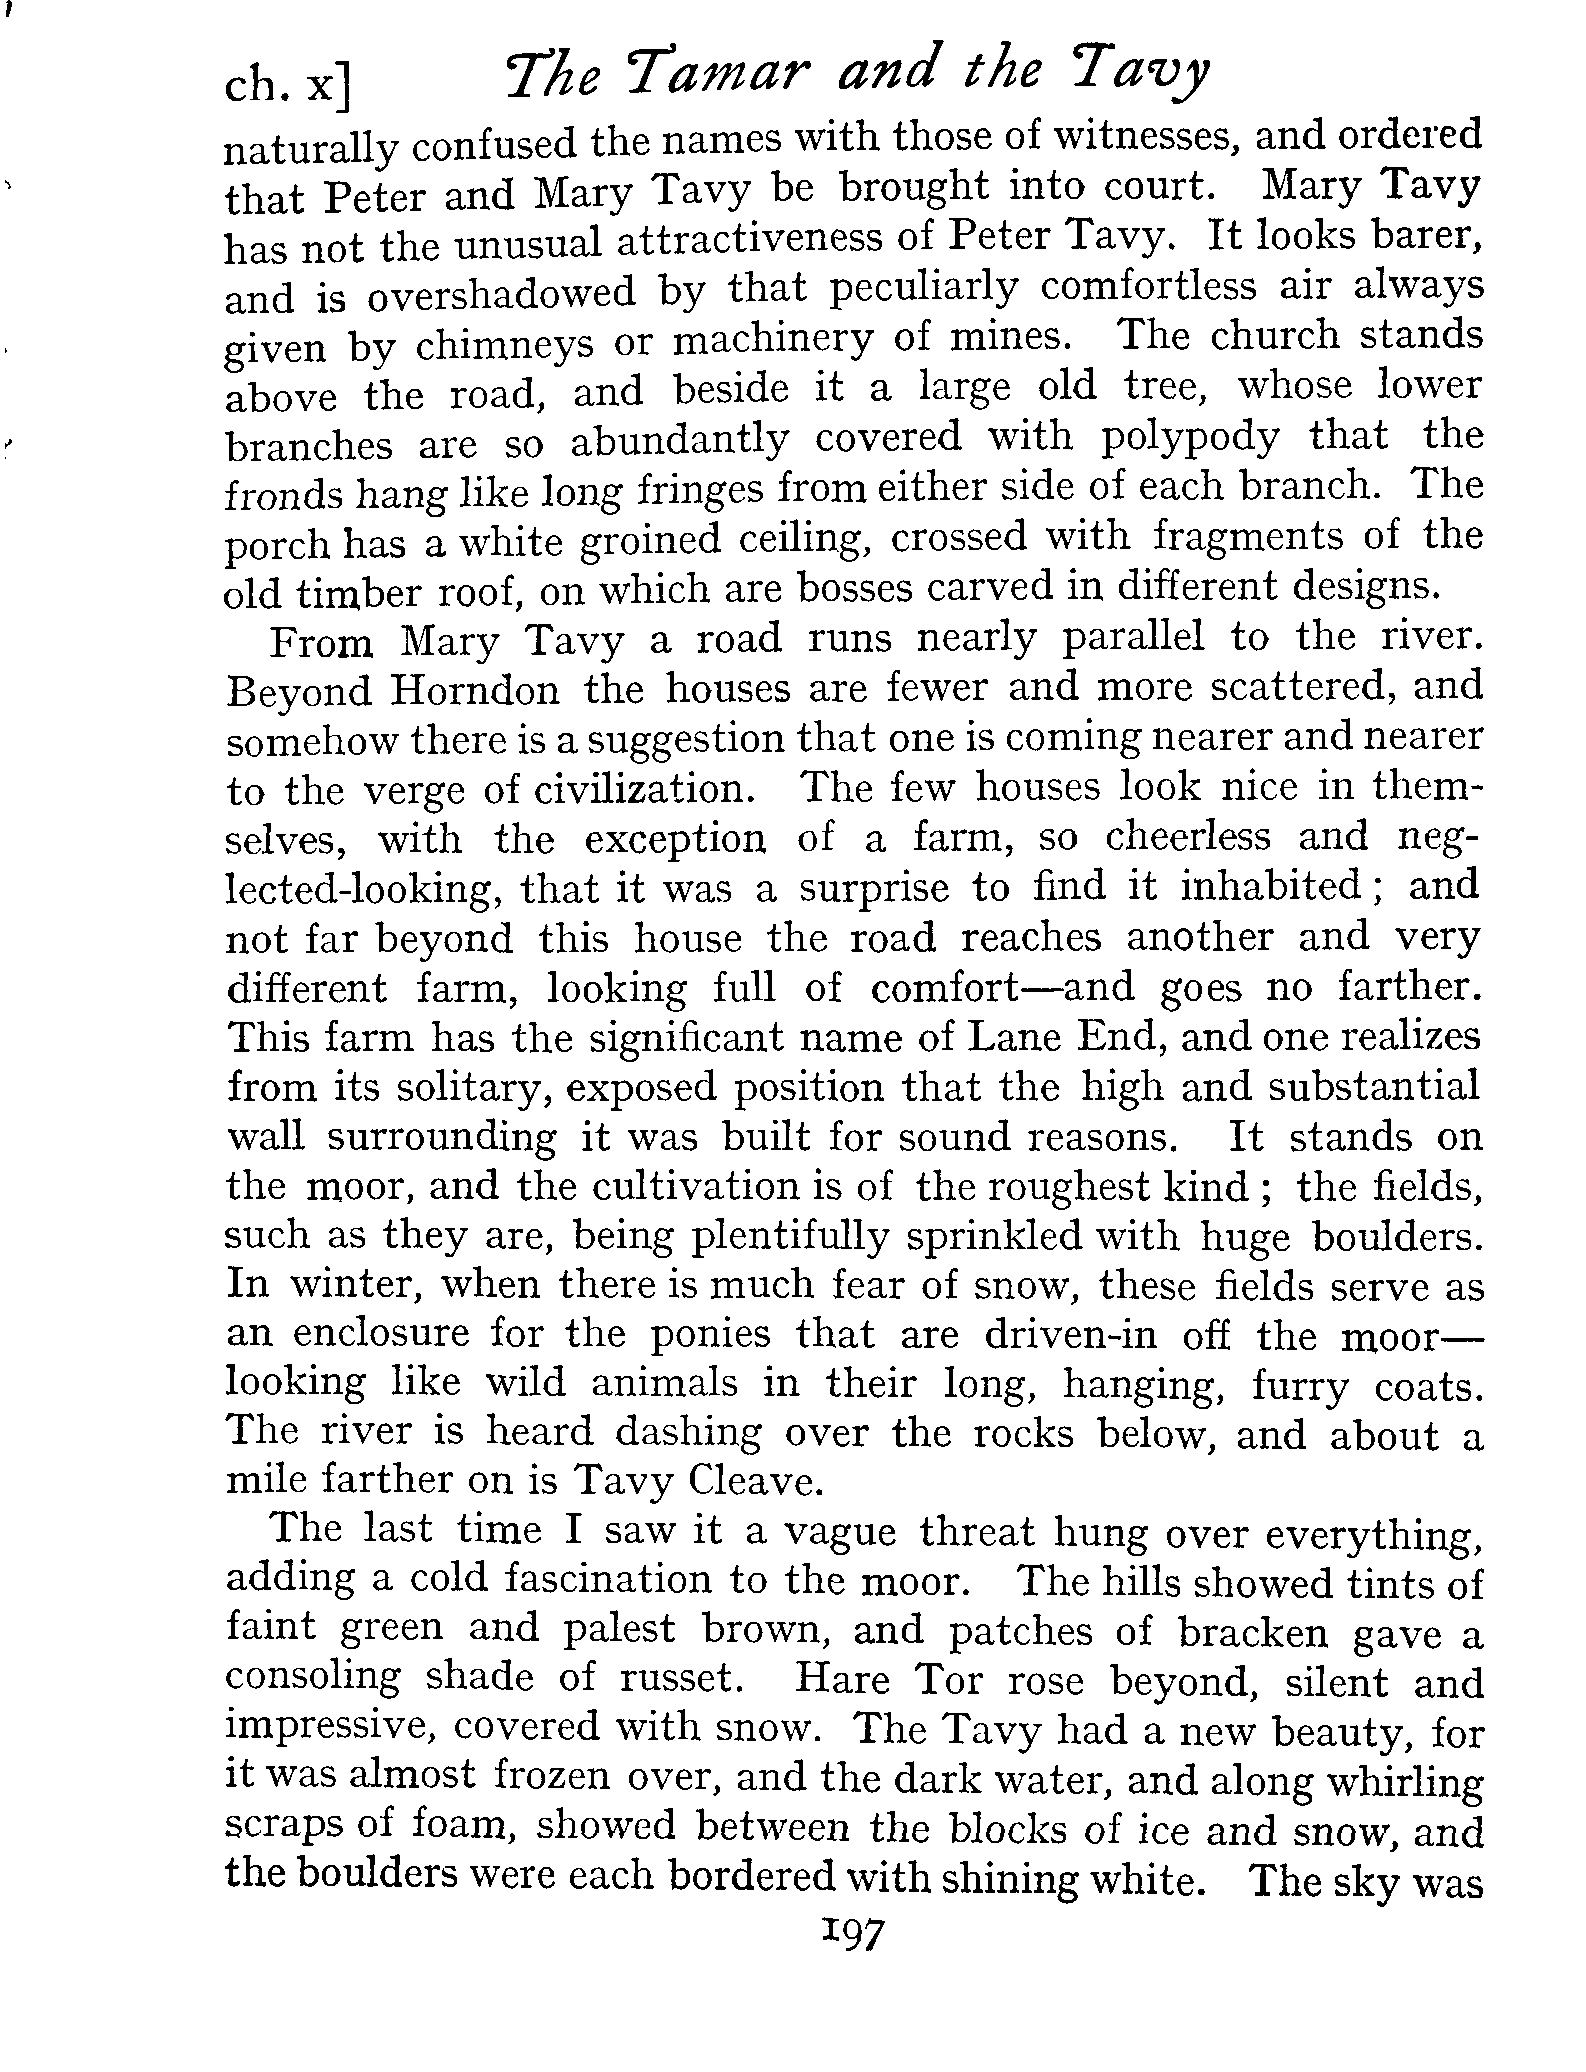 ch. x] The Tamar and the Tavy
naturally confused the names with those of witnesses, and ordered
that Peter and Mary Tavy be brought into court. Mary Tavy
has not the unusual attractiveness of Peter Tavy. It looks barer,
and is overshadowed by that peculiarly comfortless air always
given by chimneys or machinery of mines. The church stands
above the road, and beside it a large old tree, whose lower
branches are so abundantly covered with polypody that the
fronds hang like long fringes from either side of each branch. The
porch has a white groined ceiling, crossed with fragments of the
old timber roof, on which are bosses carved in different designs.
From Mary Tavy a road runs nearly parallel to the river.
Beyond Horndon the houses are fewer and more scattered, and
somehow there is a suggestion that one is coming nearer and nearer
to the verge of civilization. The few houses look nice in them-
selves, with the exception of a farm, so cheerless and neg-
lected-looking, that it was a surprise to find it inhabited; and
not far beyond this house the road reaches another and very
different farm, looking full of comfort—and goes no farther.
This farm has the significant name of Lane End, and one realizes
from its solitary, exposed position that the high and substantial
wall surrounding it was built for sound reasons. It stands on
the moor, and the cultivation is of the roughest kind; the fields,
such as they are, being plentifully sprinkled with huge boulders.
In winter, when there is much fear of snow, these fields serve as
an enclosure for the ponies that are driven-in off the moor—
looking like wild animals in their long, hanging, furry coats.
The river is heard dashing over the rocks below, and about a
mile farther on is Tavy Cleave.
The last time I saw it a vague threat hung over everything,
adding a cold fascination to the moor. The hills showed tints of
faint green and palest brown, and patches of bracken gave a
consoling shade of russet. Hare Tor rose beyond, silent and
impressive, covered with snow. The Tavy had a new beauty, for
it was almost frozen over, and the dark water, and along whirling
scraps of foam, showed between the blocks of ice and snow, and
the boulders were each bordered with shining white. The sky was
197